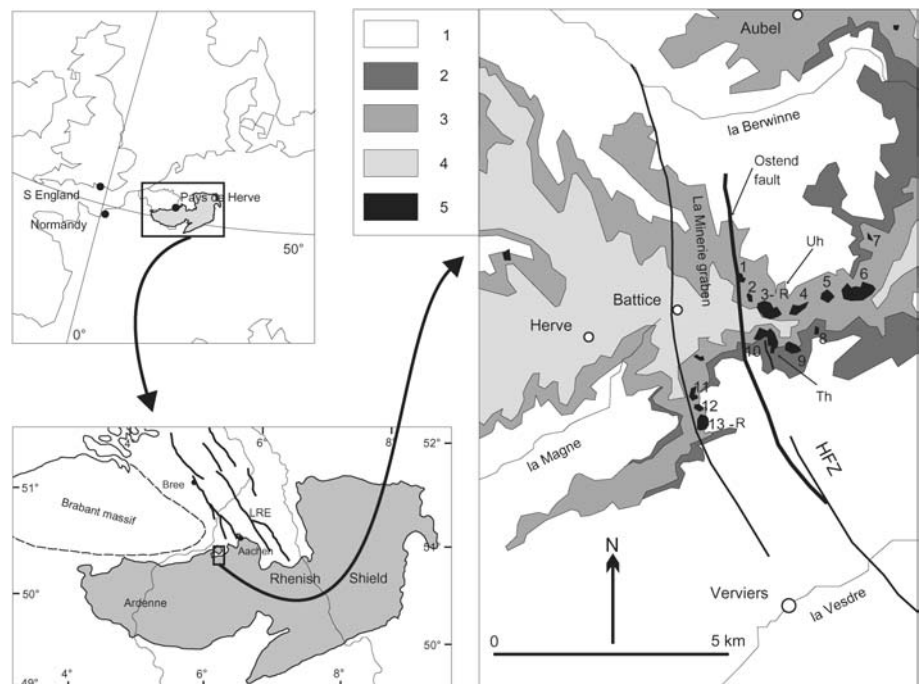 S England
Normandy
Pays de Herve
50°
0°
1
2
3
4
5
Aubel
la Berwinne
Ostend
fault
La Minerie graben
Uh
7
1
2
3-R
4
5
6
Battice
Herve
10
8
9
Th
11
12
13-R
la Magne
HFZ
N
Verviers
la Vesdre
0
5 km
4°
6°
52°
51°
Bree
Brabant massif
LRE
Aachen
51°
Rhenish
Shield
50°
Ardenne
50°
49°
4°
6°
8°